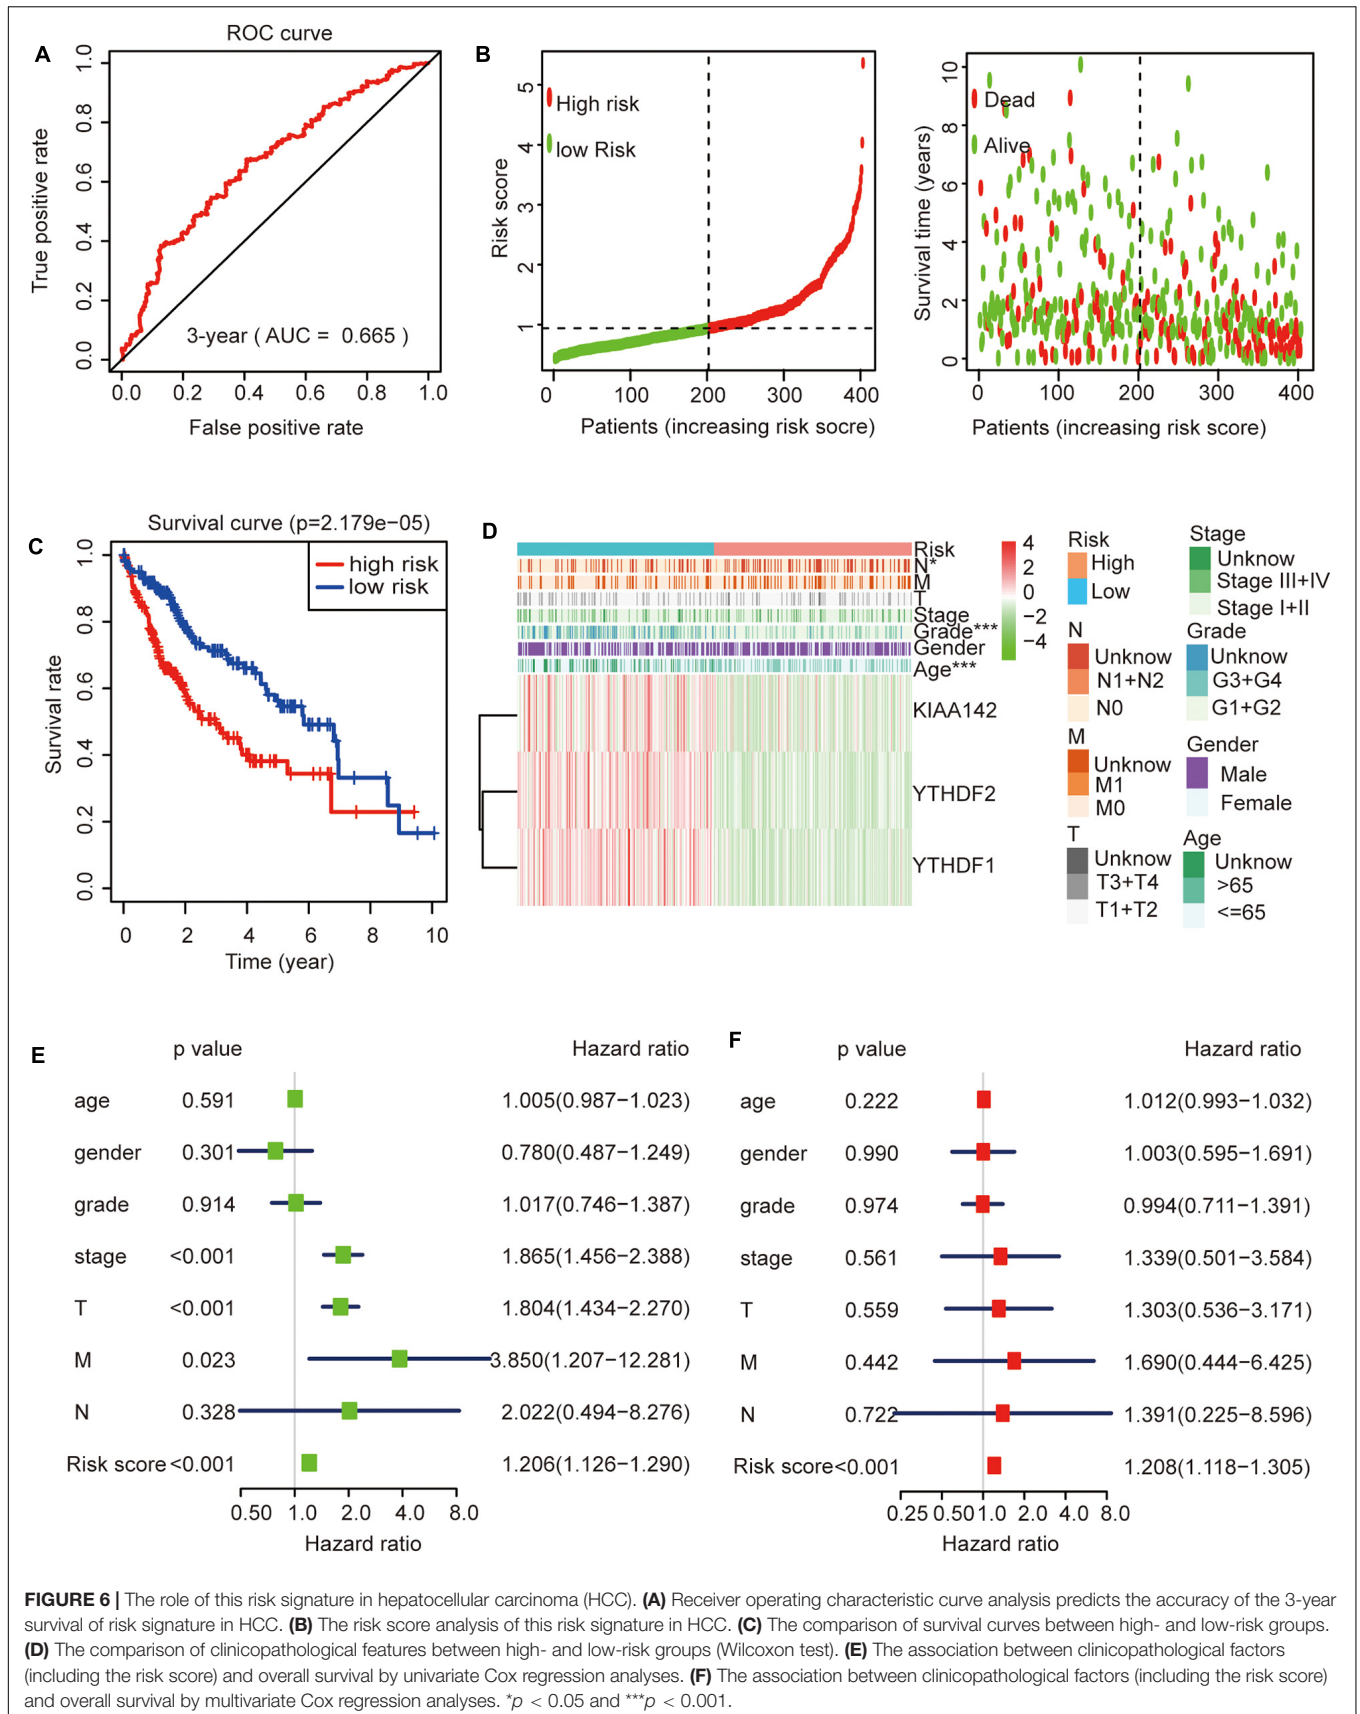 A
ROC curve
True positive rate
1.0
0.8
0.6
0.4
0.2
0.0
3-year ( AUC = 0.665 )
0.0 0.2 0.4 0.6 0.8 1.0
False positive rate
B
Risk score
5
4
3
2
1
High risk
low Risk
0 100 200 300 400
Patients (increasing risk socre)
Survival time (years)
10
8
6
4
2
0
Dead
Alive
0 100 200 300 400
Patients (increasing risk score)
C
Survival curve (p=2.179e−05)
high risk
low risk
Survival rate
1.0
0.8
0.6
0.4
0.2
0.0
0 2 4 6 8 10
Time (year)
D
Risk
N*
M
T
Stage
Grade***
Gender
Age***
KIAA142
YTHDF2
YTHDF1
4
2
0
−2
−4
Risk
High
Low
N
Unknow
N1+N2
N0
M
Unknow
M1
M0
T
Unknow
T3+T4
T1+T2
Stage
Unknow
Stage III+IV
Stage I+II
Grade
Unknow
G3+G4
G1+G2
Gender
Male
Female
Age
Unknow
>65
<=65
E
p value Hazard ratio
age 0.591 1.005(0.987−1.023)
gender 0.301 0.780(0.487−1.249)
grade 0.914 1.017(0.746−1.387)
stage <0.001 1.865(1.456−2.388)
T <0.001 1.804(1.434−2.270)
M 0.023 3.850(1.207−12.281)
N 0.328 2.022(0.494−8.276)
Risk score <0.001 1.206(1.126−1.290)
0.50 1.0 2.0 4.0 8.0
Hazard ratio
F
p value Hazard ratio
age 0.222 1.012(0.993−1.032)
gender 0.990 1.003(0.595−1.691)
grade 0.974 0.994(0.711−1.391)
stage 0.561 1.339(0.501−3.584)
T 0.559 1.303(0.536−3.171)
M 0.442 1.690(0.444−6.425)
N 0.722 1.391(0.225−8.596)
Risk score<0.001 1.208(1.118−1.305)
0.25 0.50 1.0 2.0 4.0 8.0
Hazard ratio
FIGURE 6 | The role of this risk signature in hepatocellular carcinoma (HCC). (A) Receiver operating characteristic curve analysis predicts the accuracy of the 3-year
survival of risk signature in HCC. (B) The risk score analysis of this risk signature in HCC. (C) The comparison of survival curves between high- and low-risk groups.
(D) The comparison of clinicopathological features between high- and low-risk groups (Wilcoxon test). (E) The association between clinicopathological factors
(including the risk score) and overall survival by univariate Cox regression analyses. (F) The association between clinicopathological factors (including the risk score)
and overall survival by multivariate Cox regression analyses. *p < 0.05 and ***p < 0.001.